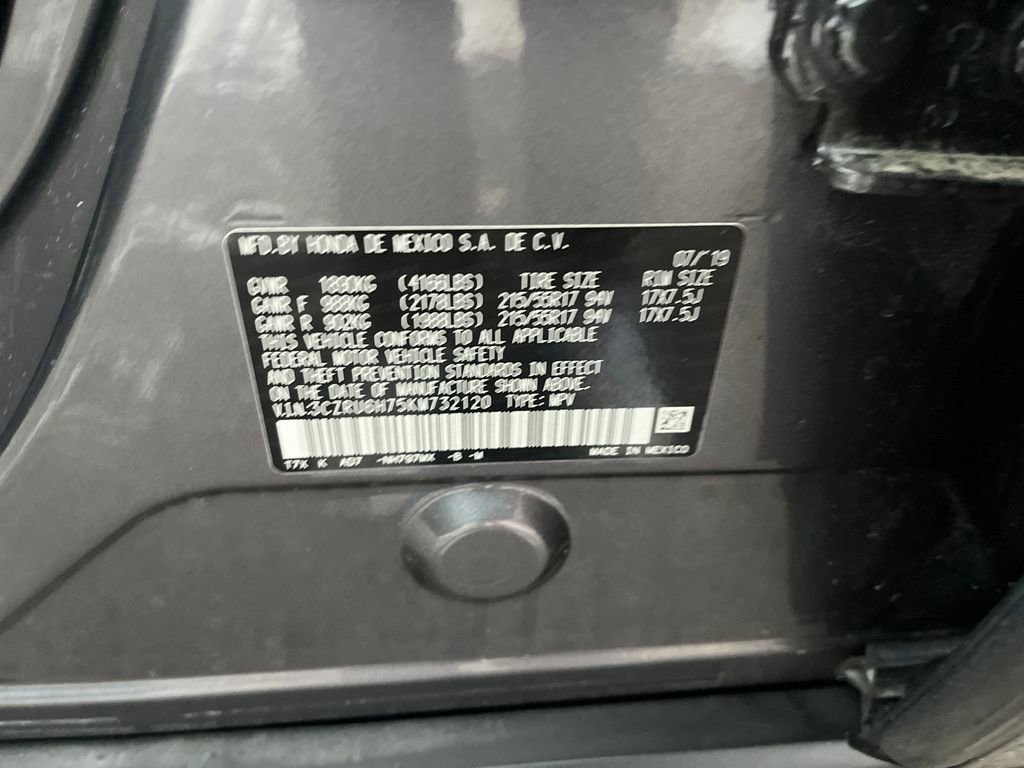 MFD.BY HONDA DE MEXICO S.A. DE C.V.
07/'19
GVWR 1890KG (4166LBS) TIRE SIZE RIM SIZE
GAWR F 988KG (2178LBS) 215/55R17 94V 17X7.5J
GAWR R 902KG (1988LBS) 215/55R17 94V 17X7.5J
THIS VEHICLE CONFORMS TO ALL APPLICABLE
FEDERAL MOTOR VEHICLE SAFETY
AND THEFT PREVENTION STANDARDS IN EFFECT
ON THE DATE OF MANUFACTURE SHOWN ABOVE.
V.I.N.:3CZRU6H75KM732120 TYPE: MPV
T7X K A07 -NH797MX -B -M MADE IN MEXICO